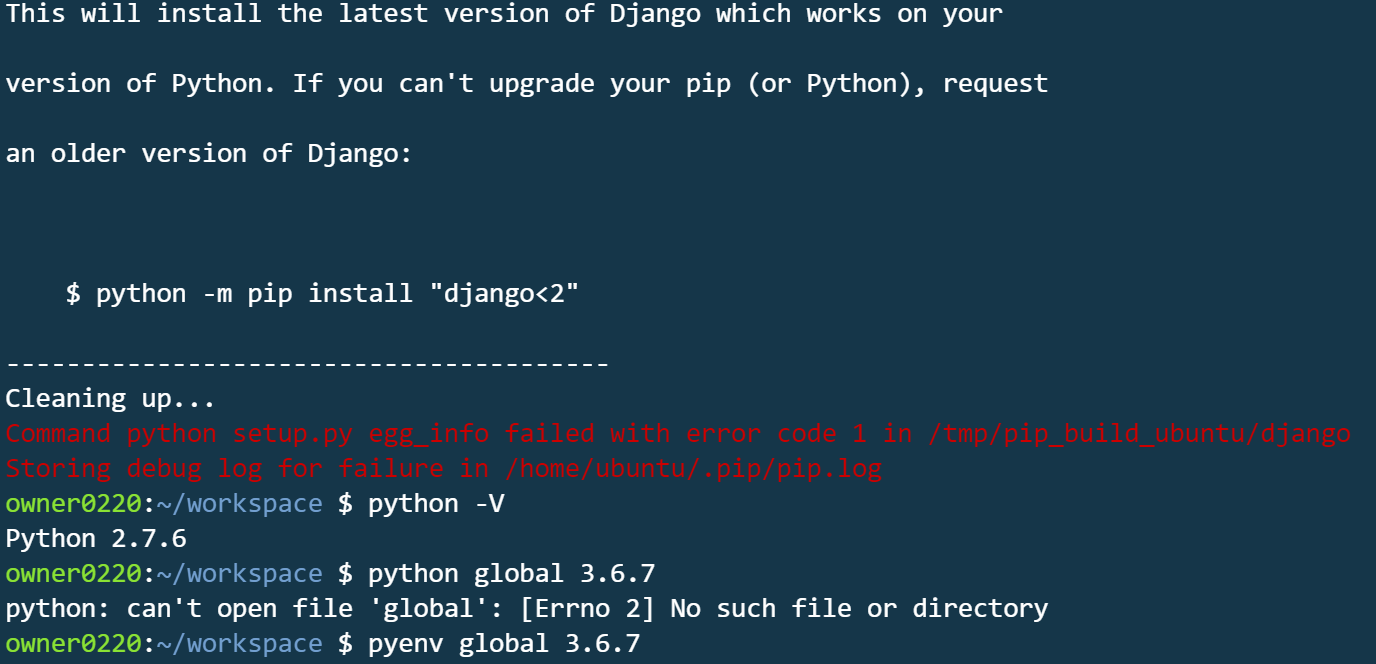 This will install the latest version of Django which works on your
version of Python. If you can't upgrade your pip (or Python), request
an older version of Django:
    $ python -m pip install "django<2"
----------------------------------------
Cleaning up...
Command python setup.py egg_info failed with error code 1 in /tmp/pip_build_ubuntu/django
Storing debug log for failure in /home/ubuntu/.pip/pip.log
owner0220:~/workspace $ python -V
Python 2.7.6
owner0220:~/workspace $ python global 3.6.7
python: can't open file 'global': [Errno 2] No such file or directory
owner0220:~/workspace $ pyenv global 3.6.7